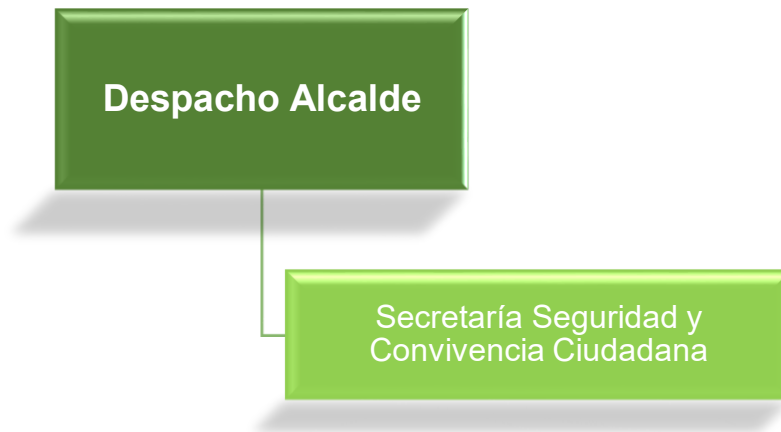 Despacho Alcalde
Secretaría Seguridad y
Convivencia Ciudadana